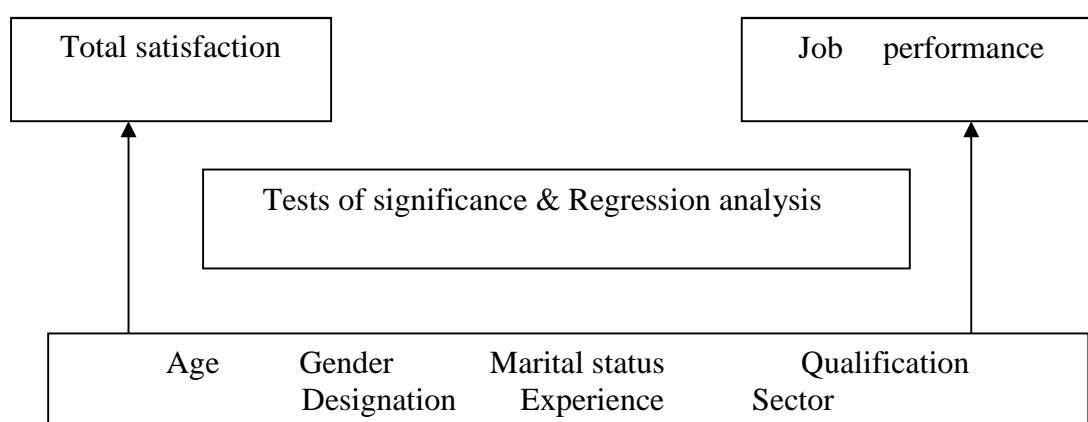 Total satisfaction
Job performance
Tests of significance & Regression analysis
Age Gender Marital status Qualification
Designation Experience Sector